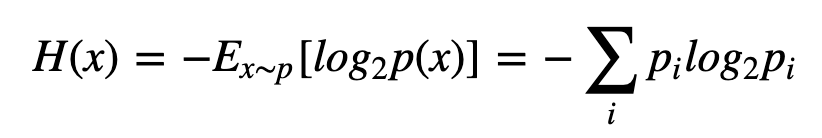 H(x) = −E_{x∼p}[log_2 p(x)] = − ∑_i p_i log_2 p_i